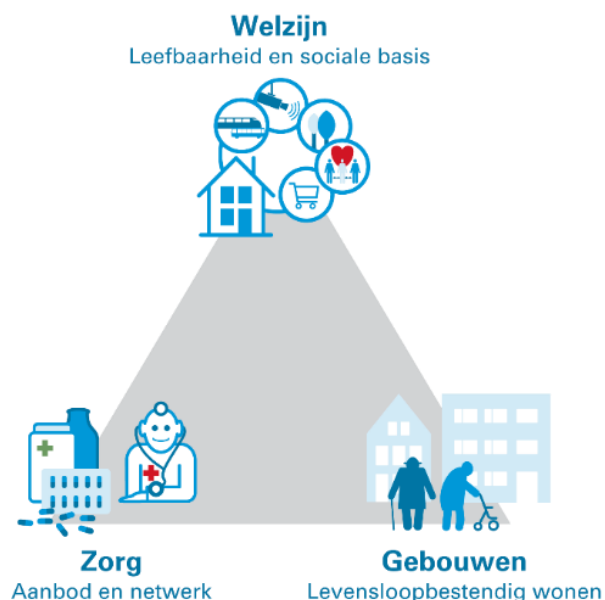 Welzijn
Leefbaarheid en sociale basis
Zorg
Aanbod en netwerk
Gebouwen
Levensloopbestendig wonen